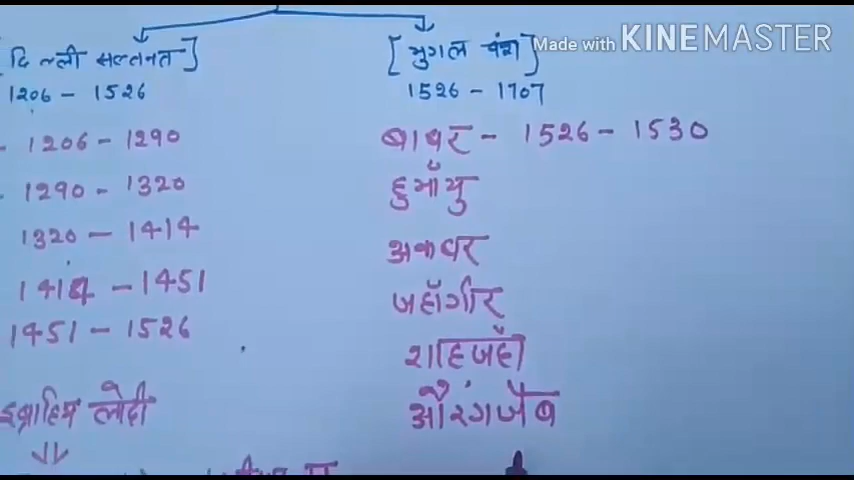 Made with KINEMASTER
[दिल्ली सल्तनत]
1206 - 1526
- 1206 - 1290
- 1290 - 1320
1320 - 1414
1414 - 1451
1451 - 1526
इब्राहिम लोदी
[मुगल वंश]
1526 - 1707
बाबर - 1526 - 1530
हुमाँयु
अकबर
जहाँगीर
शाहजहाँ
औरंगजैब